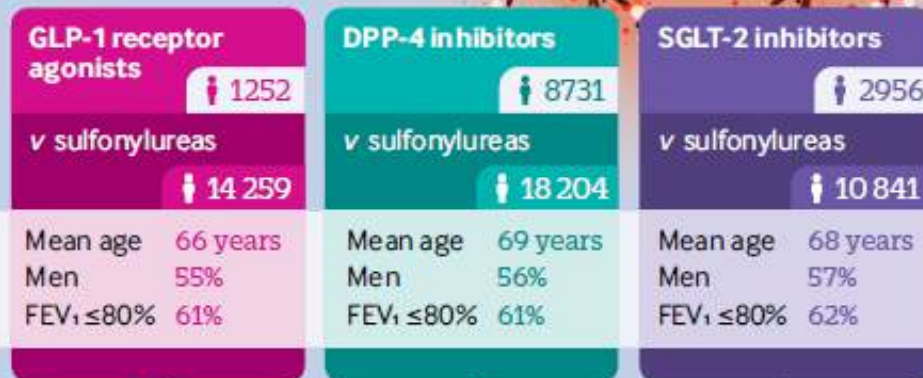 GLP-1 receptor
agonists
1252
v sulfonylureas
14 259
Mean age 66 years
Men 55%
FEV₁ ≤80% 61%
DPP-4 inhibitors
8731
v sulfonylureas
18 204
Mean age 69 years
Men 56%
FEV₁ ≤80% 61%
SGLT-2 inhibitors
2956
v sulfonylureas
10 841
Mean age 68 years
Men 57%
FEV₁ ≤80% 62%